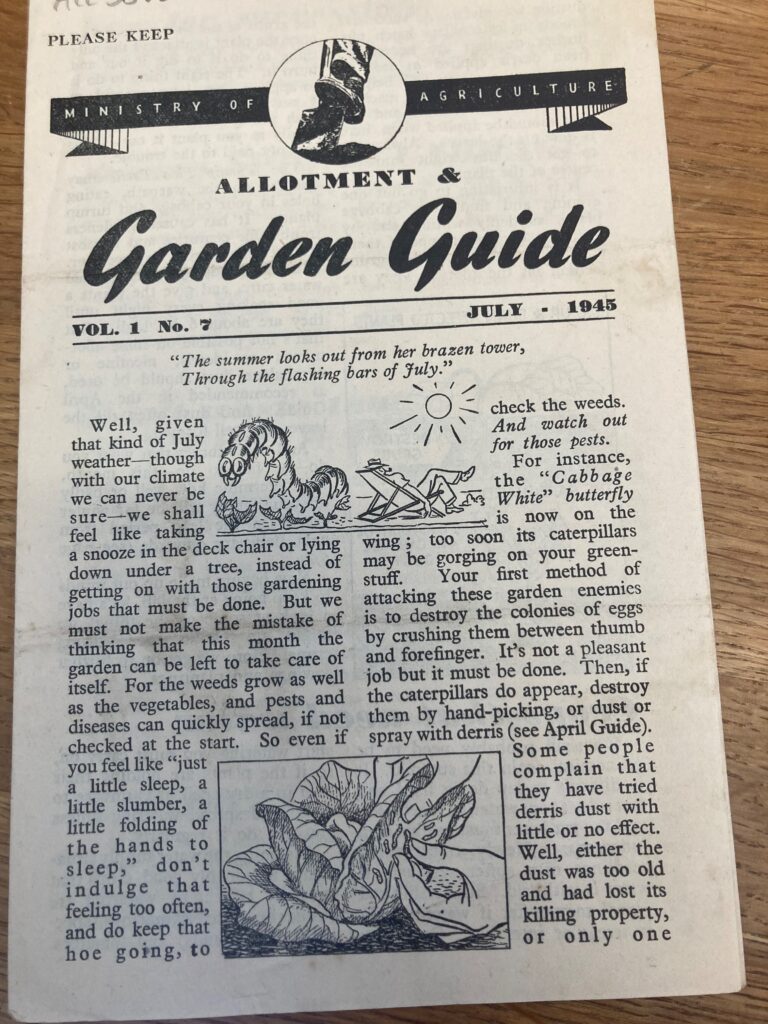 PLEASE KEEP
MINISTRY OF AGRICULTURE
ALLOTMENT &
Garden Guide
VOL. 1 No. 7 JULY - 1945
"The summer looks out from her brazen tower,
Through the flashing bars of July."
Well, given
that kind of July
weather—though
with our climate
we can never be
sure—we shall
feel like taking
a snooze in the deck chair or lying
down under a tree, instead of
getting on with those gardening
jobs that must be done. But we
must not make the mistake of
thinking that this month the
garden can be left to take care of
itself. For the weeds grow as well
as the vegetables, and pests and
diseases can quickly spread, if not
checked at the start. So even if
you feel like "just
a little sleep, a
little slumber, a
little folding of
the hands to
sleep," don't
indulge that
feeling too often,
and do keep that
hoe going, to
check the weeds.
And watch out
for those pests.
For instance,
the "Cabbage
White" butterfly
is now on the
wing; too soon its caterpillars
may be gorging on your green-
stuff. Your first method of
attacking these garden enemies
is to destroy the colonies of eggs
by crushing them between thumb
and forefinger. It's not a pleasant
job but it must be done. Then, if
the caterpillars do appear, destroy
them by hand-picking, or dust or
spray with derris (see April Guide).
Some people
complain that
they have tried
derris dust with
little or no effect.
Well, either the
dust was too old
and had lost its
killing property,
or only one